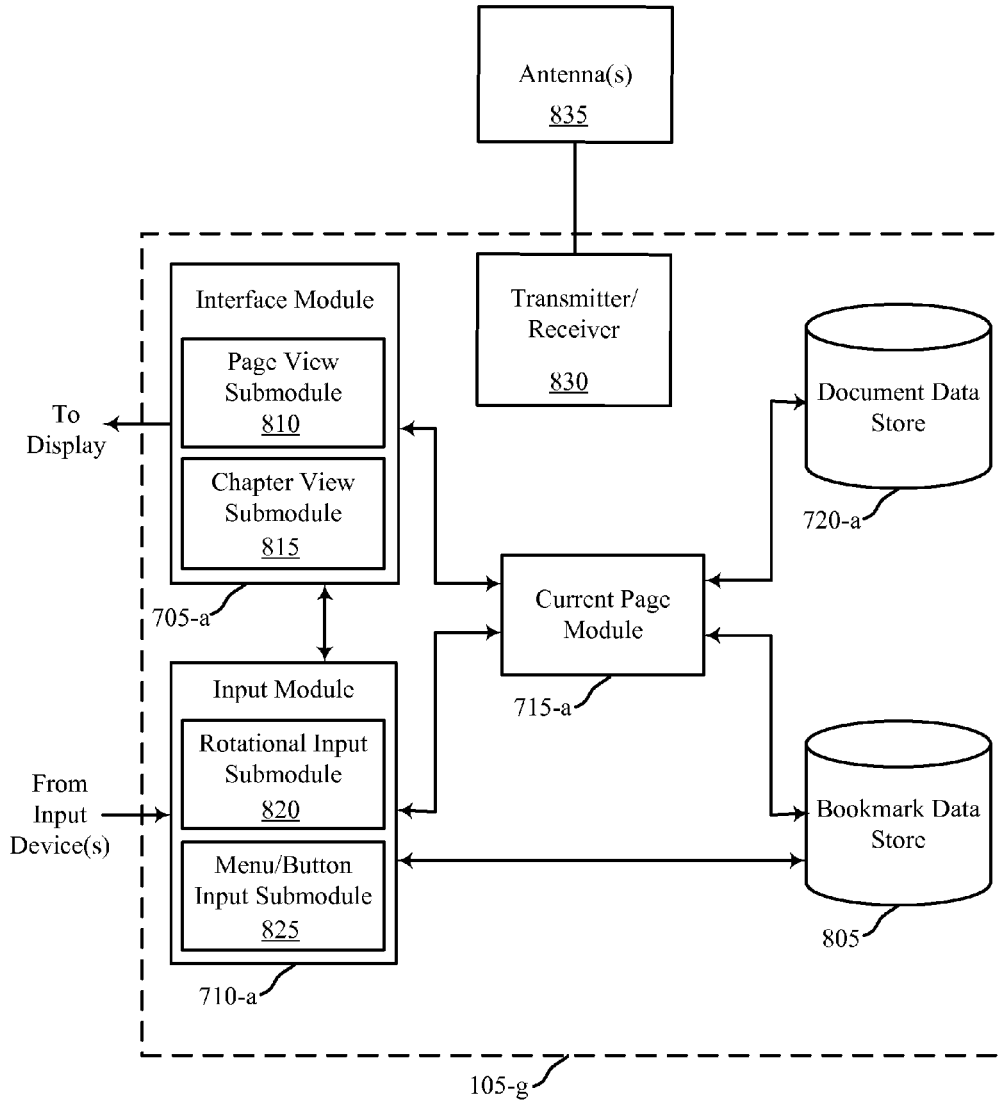 Antenna(s)
835
Interface Module
Page View
Submodule
810
Chapter View
Submodule
815
705-a
To
Display
Transmitter/
Receiver
830
Document Data
Store
720-a
Current Page
Module
715-a
Input Module
Rotational Input
Submodule
820
Menu/Button
Input Submodule
825
710-a
From
Input
Device(s)
Bookmark Data
Store
805
105-g